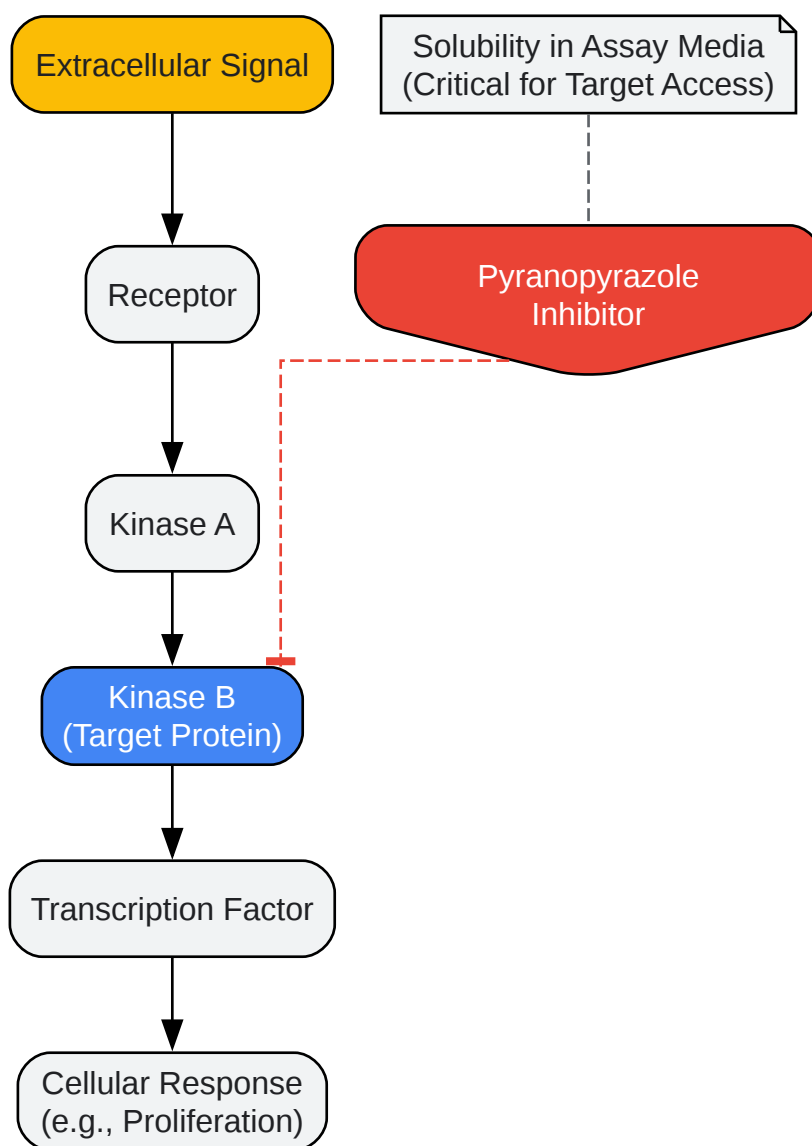 Extracellular Signal
Solubility in Assay Media
(Critical for Target Access)
Receptor
Pyranopyrazole
Inhibitor
Kinase A
Kinase B
(Target Protein)
Transcription Factor
Cellular Response
(e.g., Proliferation)